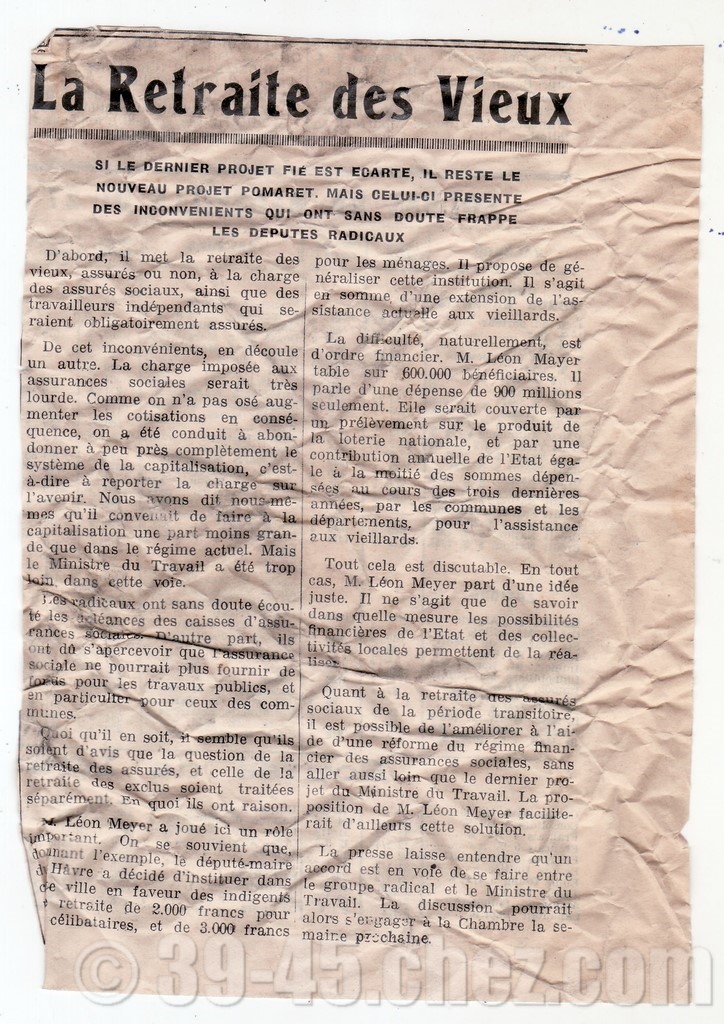 La Retraite des Vieux
SI LE DERNIER PROJET FIE EST ECARTE, IL RESTE LE
NOUVEAU PROJET POMARET. MAIS CELUI-CI PRESENTE
DES INCONVENIENTS QUI ONT SANS DOUTE FRAPPE
LES DEPUTES RADICAUX
D'abord, il met la retraite des
vieux, assurés ou non, à la charge
des assurés sociaux, ainsi que des
travailleurs indépendants qui se-
raient obligatoirement assurés.
De cet inconvénients, en découle
un autre. La charge imposée aux
assurances sociales serait très
lourde. Comme on n'a pas osé aug-
menter les cotisations en consé-
quence, on a été conduit à aban-
donner à peu près complètement le
système de la capitalisation, c'est-
à-dire à reporter la charge sur
l'avenir. Nous avons dit nous-mê-
mes qu'il convenait de faire à la
capitalisation une part moins gran-
de que dans le régime actuel. Mais
le Ministre du Travail a été trop
loin dans cette voie.
Les radicaux ont sans doute écou-
té les doléances des caisses d'assu-
rances sociales. D'autre part, ils
ont dû s'apercevoir que l'assurance
sociale ne pourrait plus fournir de
fonds pour les travaux publics, et
en particulier pour ceux des com-
munes.
Quoi qu'il en soit, il semble qu'ils
soient d'avis que la question de la
retraite des assurés, et celle de la
retraite des exclus soient traitées
séparément. En quoi ils ont raison.
M. Léon Meyer a joué ici un rôle
important. On se souvient que,
donnant l'exemple, le député-maire
du Hâvre a décidé d'instituer dans
ce ville en faveur des indigents
retraite de 2.000 francs pour
célibataires, et de 3.000 francs
pour les ménages. Il propose de gé-
néraliser cette institution. Il s'agit
en somme d'une extension de l'as-
sistance actuelle aux vieillards.
La difficulté, naturellement, est
d'ordre financier. M. Léon Mayer
table sur 600.000 bénéficiaires. Il
parle d'une dépense de 900 millions
seulement. Elle serait couverte par
un prélèvement sur le produit de
la loterie nationale, et par une
contribution annuelle de l'Etat éga-
le à la moitié des sommes dépen-
sées au cours des trois dernières
années, par les communes et les
départements, pour l'assistance
aux vieillards.
Tout cela est discutable. En tout
cas, M. Léon Meyer part d'une idée
juste. Il ne s'agit que de savoir
dans quelle mesure les possibilités
financières de l'Etat et des collec-
tivités locales permettent de la réa-
liser.
Quant à la retraite des assurés
sociaux de la période transitoire,
il est possible de l'améliorer à l'ai-
de d'une réforme du régime finan-
cier des assurances sociales, sans
aller aussi loin que le dernier pro-
jet du Ministre du Travail. La pro-
position de M. Léon Meyer facilite-
rait d'ailleurs cette solution.
La presse laisse entendre qu'un
accord est en voie de se faire entre
le groupe radical et le Ministre du
Travail. La discussion pourrait
alors s'engager à la Chambre la se-
maine prochaine.
© 39-45.chez.com